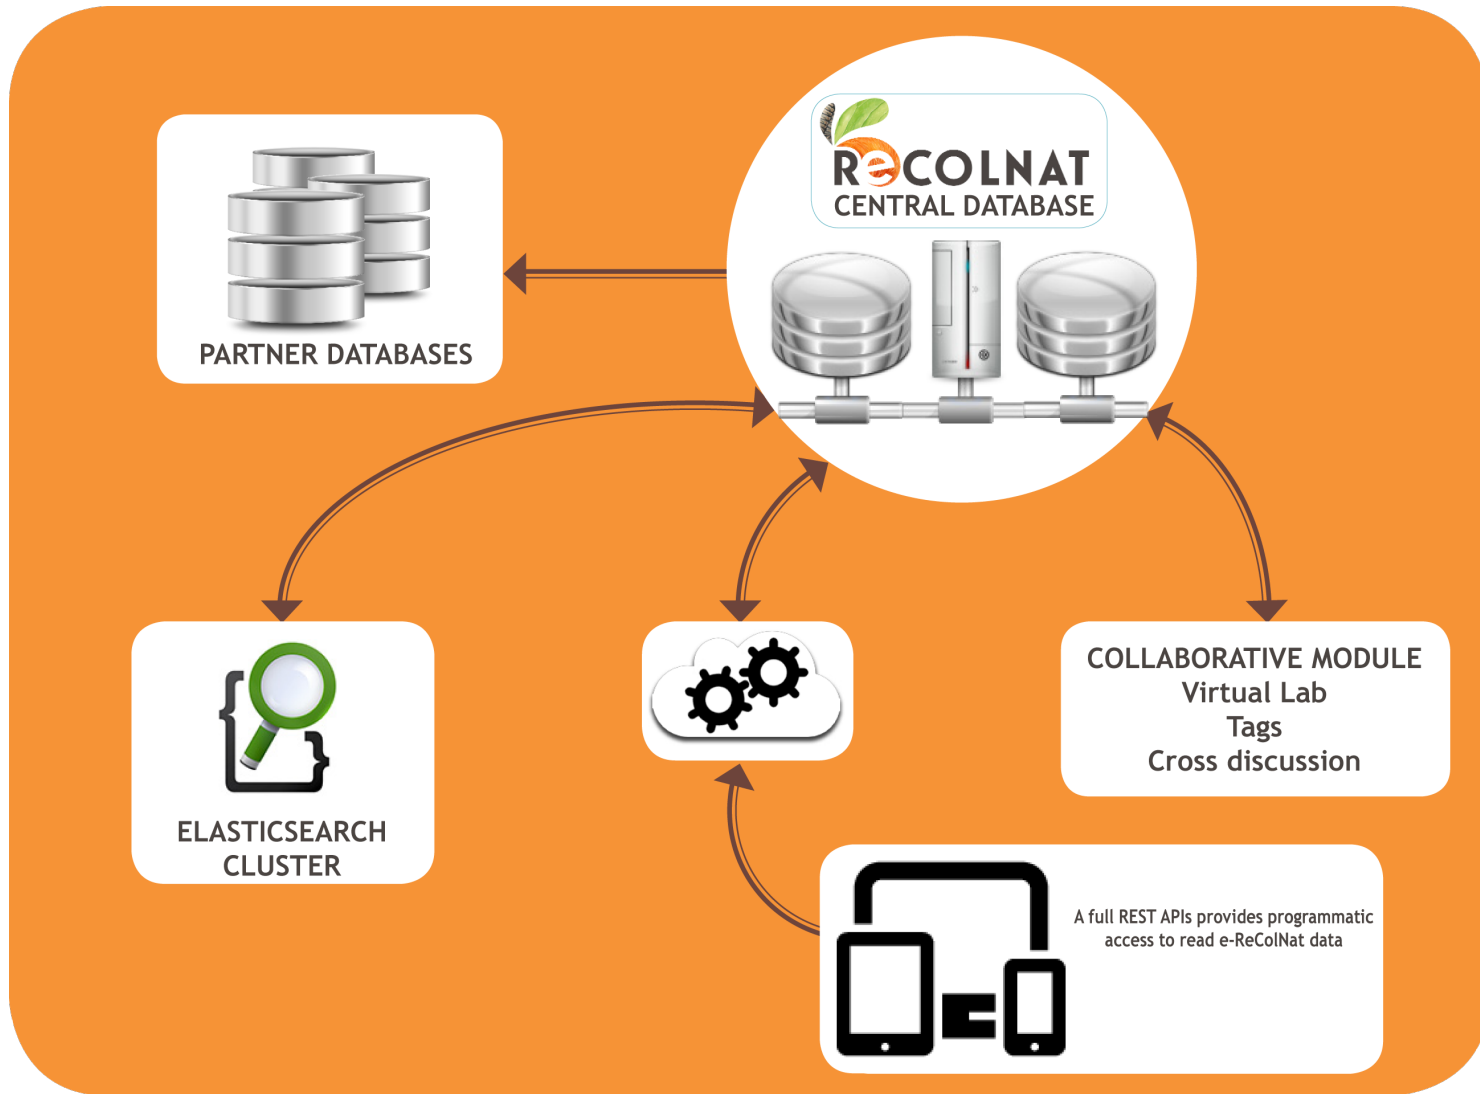 ReCOLNAT
CENTRAL DATABASE
PARTNER DATABASES
ELASTICSEARCH
CLUSTER
COLLABORATIVE MODULE
Virtual Lab
Tags
Cross discussion
A full REST APIs provides programmatic
access to read e-ReColNat data